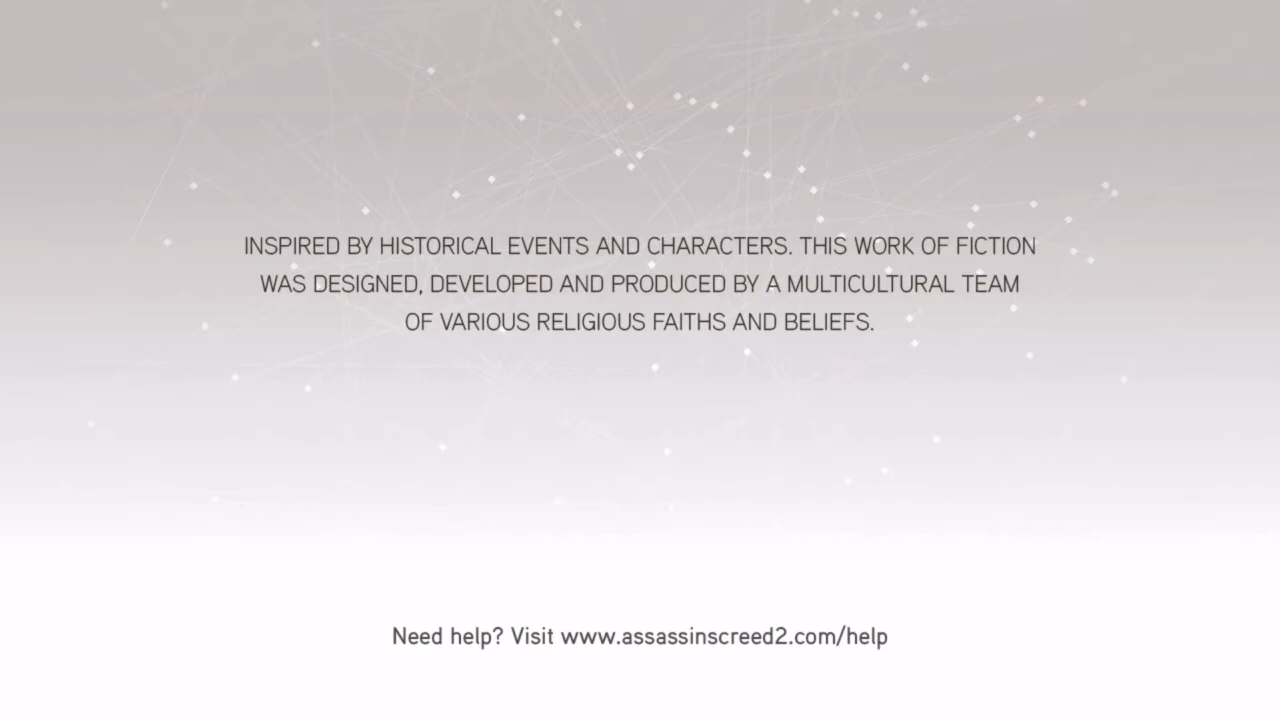 INSPIRED BY HISTORICAL EVENTS AND CHARACTERS. THIS WORK OF FICTION
WAS DESIGNED, DEVELOPED AND PRODUCED BY A MULTICULTURAL TEAM
OF VARIOUS RELIGIOUS FAITHS AND BELIEFS.
Need help? Visit www.assassinscreed2.com/help